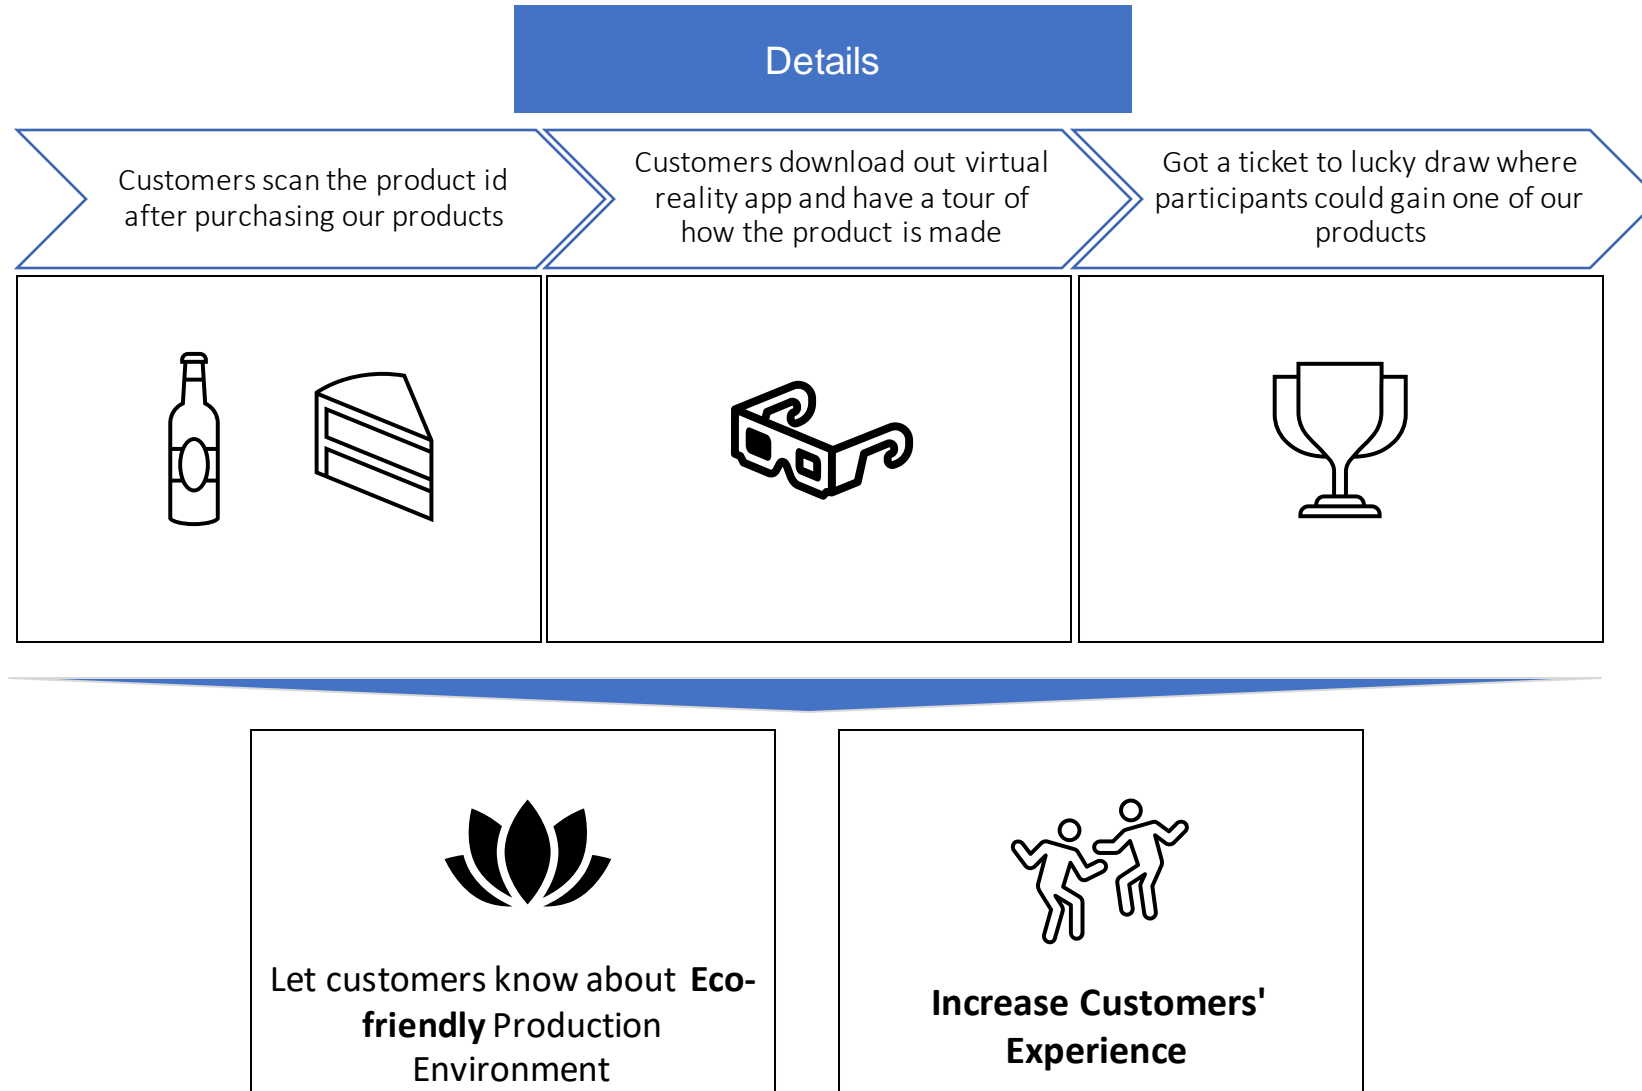 Details
Customers scan the product id
after purchasing our products
Customers download out virtual
reality app and have a tour of
how the product is made
Got a ticket to lucky draw where
participants could gain one of our
products
Let customers know about Eco-
friendly Production
Environment
Increase Customers'
Experience